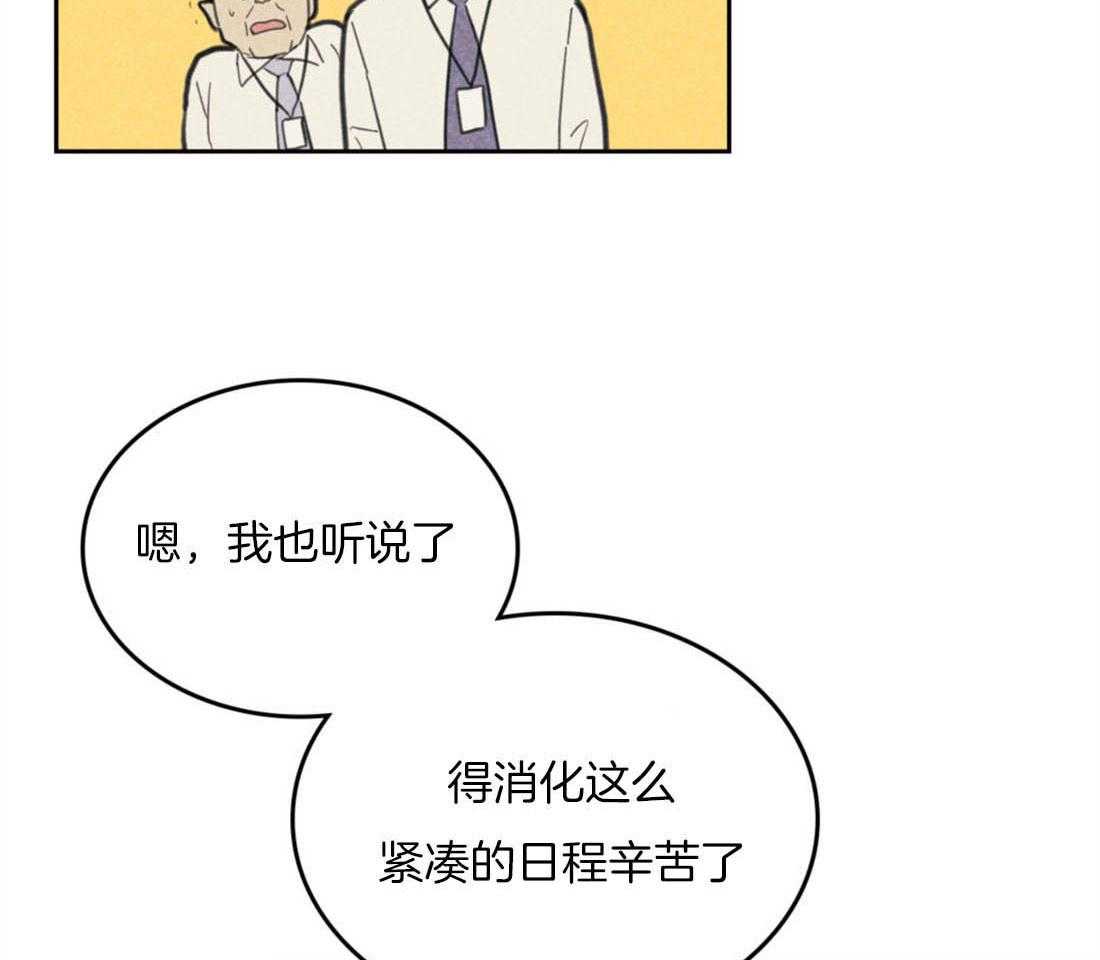 嗯，我也听说了
得消化这么
紧凑的日程辛苦了